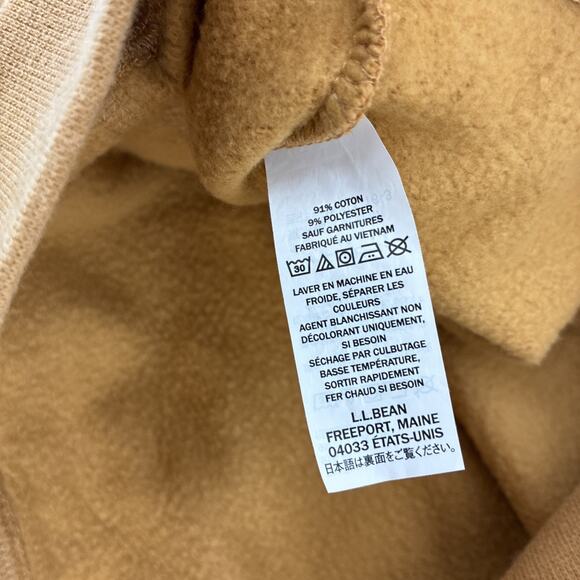 91% COTON
9% POLYESTER
SAUF GARNITURES
FABRIQUÉ AU VIETNAM
30
LAVER EN MACHINE EN EAU
FROIDE, SÉPARER LES
COULEURS
AGENT BLANCHISSANT NON
DÉCOLORANT UNIQUEMENT,
SI BESOIN
SÉCHAGE PAR CULBUTAGE
BASSE TEMPÉRATURE,
SORTIR RAPIDEMENT
FER CHAUD SI BESOIN
L.L.BEAN
FREEPORT, MAINE
04033 ÉTATS-UNIS
日本語は裏面をご覧ください。